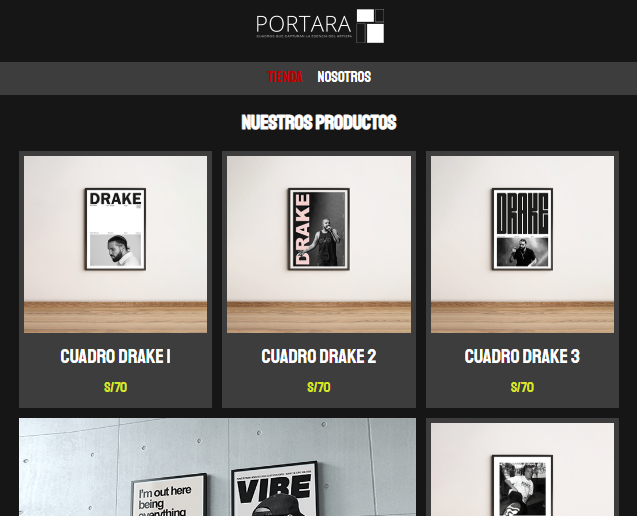 PORTARA
CUADROS QUE CAPTURAN LA ESENCIA DEL ARTISTA
TIENDA NOSOTROS
NUESTROS PRODUCTOS
DRAKE
DRAKE
DRAKE
CUADRO DRAKE 1
CUADRO DRAKE 2
CUADRO DRAKE 3
S/70
S/70
S/70
I'm out here
being
everything
VIBE